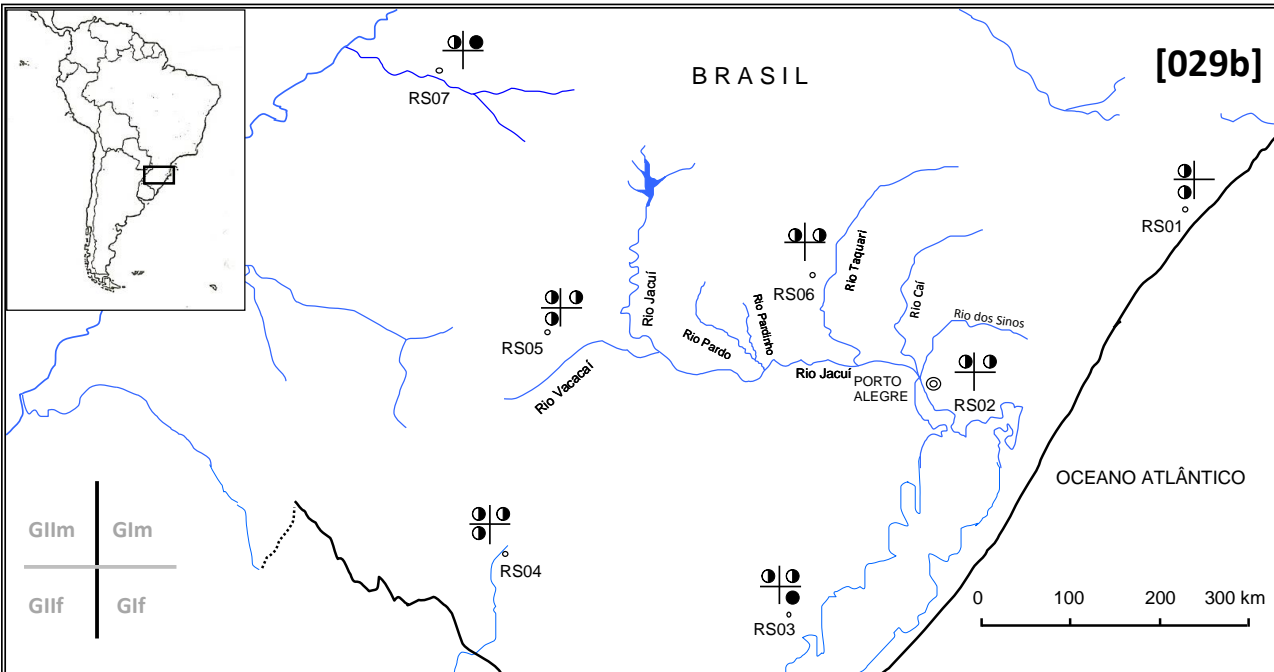 [029b]
BRASIL
RS07
RS01
Rio Taquari
RS06
Rio Jacuí
Rio Caí
Rio Pardinho
Rio dos Sinos
RS05
Rio Pardo
Rio Vacacaí
Rio Jacuí
PORTO
ALEGRE
RS02
OCEANO ATLÂNTICO
GIIm GIm
GIIf GIf
RS04
RS03
0 100 200 300 km